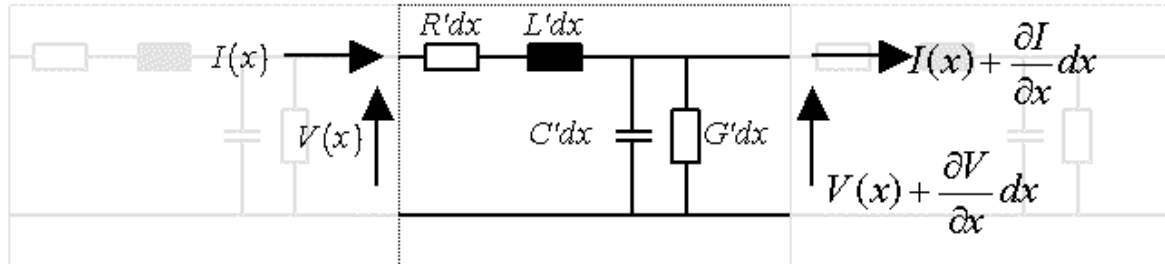 R'dx
L'dx
I(x)
I(x) + ∂I/∂x dx
V(x)
C'dx
G'dx
V(x) + ∂V/∂x dx